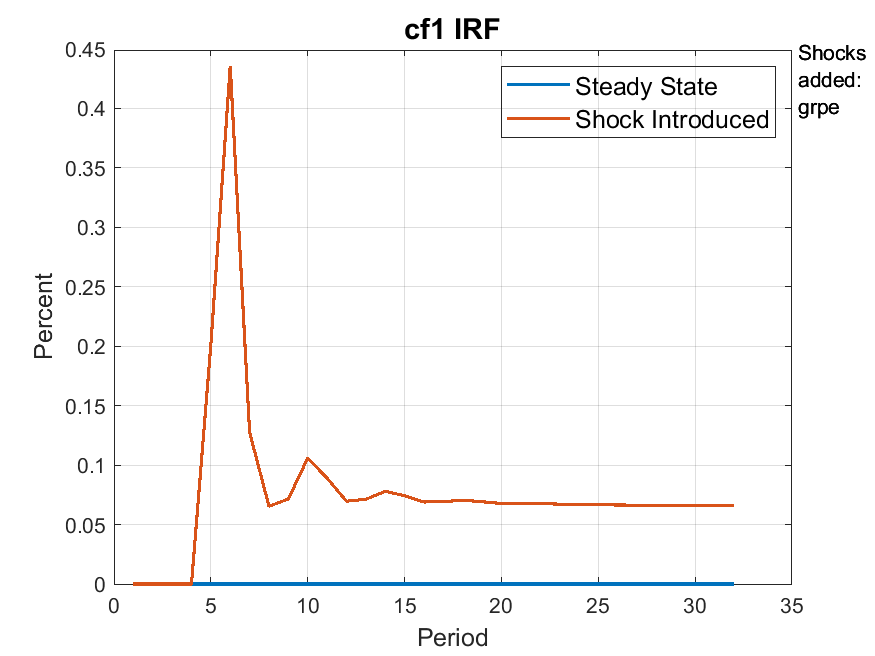 cf1 IRF
Shocks
added:
grpe
Steady State
Shock Introduced
0.45
0.4
0.35
0.3
0.25
0.2
0.15
0.1
0.05
0
Percent
0
5
10
15
20
25
30
35
Period